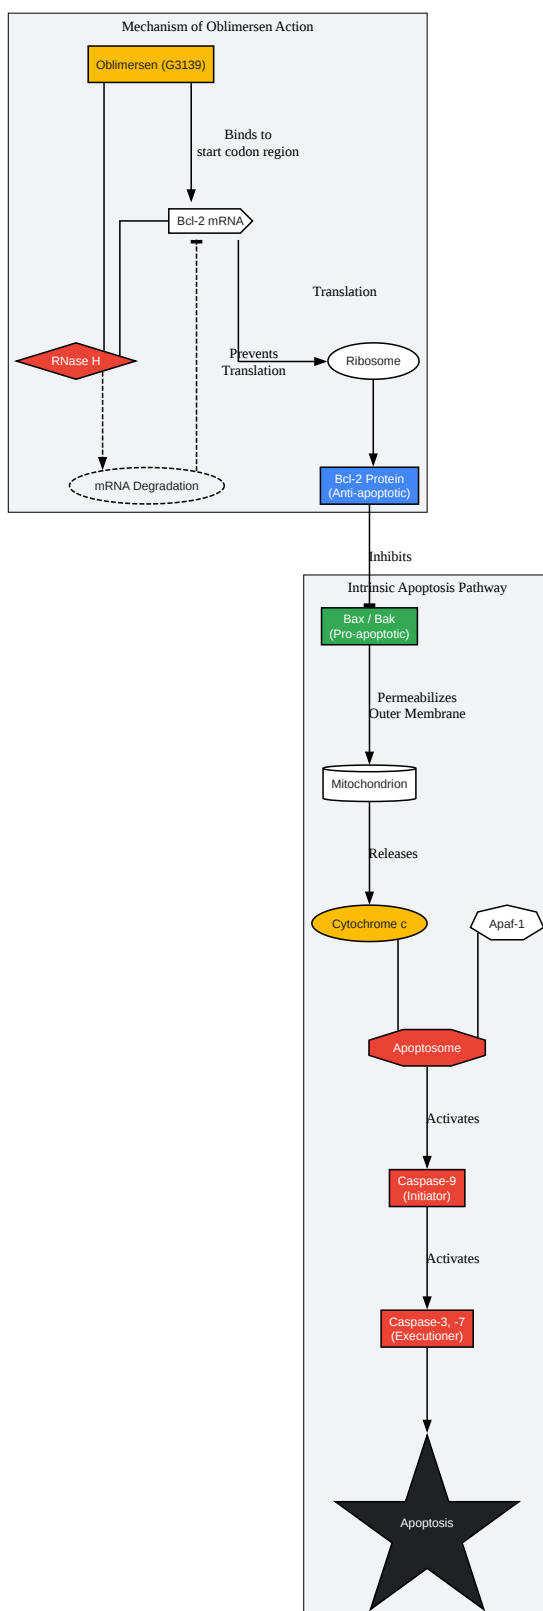 Mechanism of Oblimersen Action
Oblimersen (G3139)
Binds to
start codon region
Bcl-2 mRNA
Translation
Prevents
Translation
RNase H
Ribosome
mRNA Degradation
Bcl-2 Protein
(Anti-apoptotic)
Inhibits
Intrinsic Apoptosis Pathway
Bax / Bak
(Pro-apoptotic)
Permeabilizes
Outer Membrane
Mitochondrion
Releases
Cytochrome c
Apaf-1
Apoptosome
Activates
Caspase-9
(Initiator)
Activates
Caspase-3, -7
(Executioner)
Apoptosis